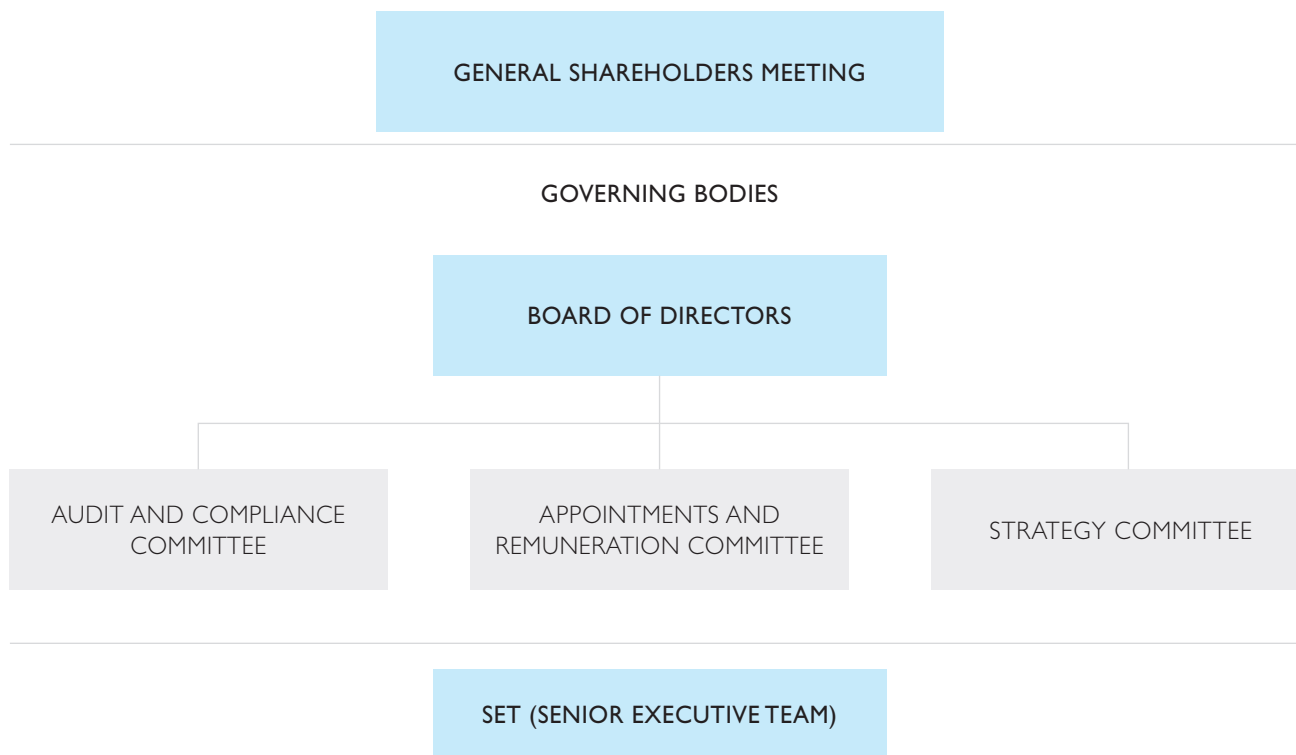 GENERAL SHAREHOLDERS MEETING
GOVERNING BODIES
BOARD OF DIRECTORS
AUDIT AND COMPLIANCE
COMMITTEE
APPOINTMENTS AND
REMUNERATION COMMITTEE
STRATEGY COMMITTEE
SET (SENIOR EXECUTIVE TEAM)